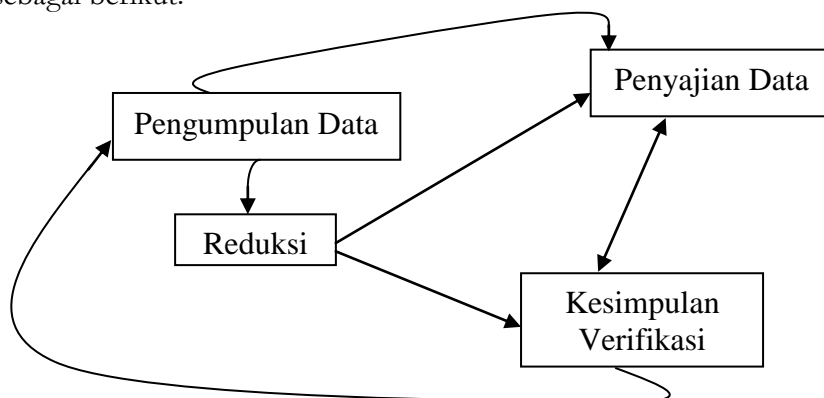 sebagai berikut:
Penyajian Data
Pengumpulan Data
Reduksi
Kesimpulan
Verifikasi